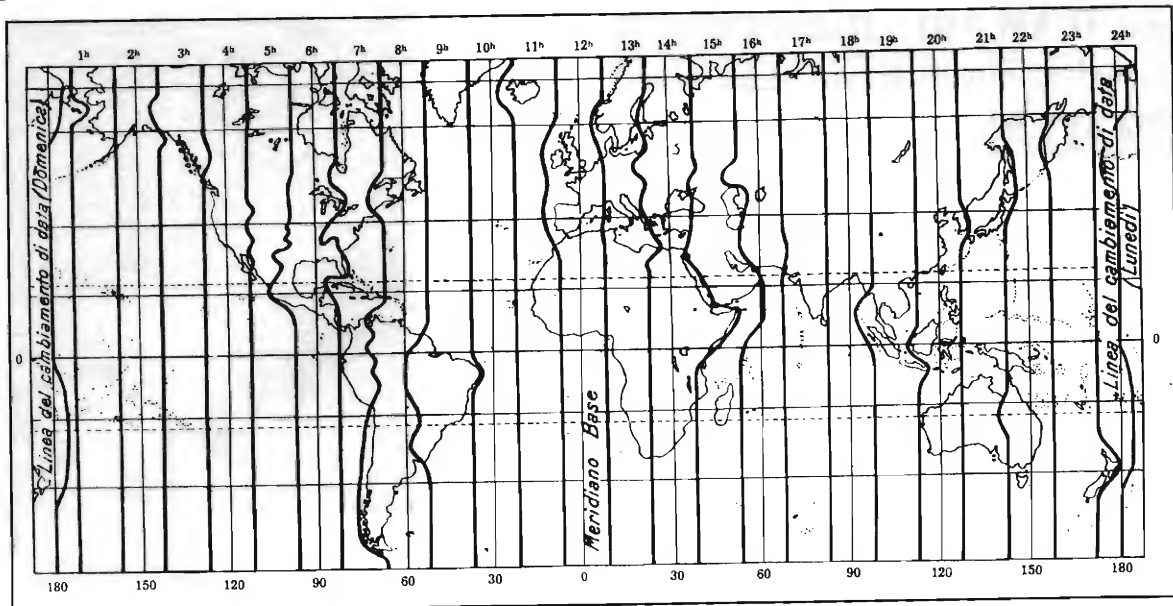 1h 2h 3h 4h 5h 6h 7h 8h 9h 10h 11h 12h 13h 14h 15h 16h 17h 18h 19h 20h 21h 22h 23h 24h
Linea del cambiamento di data (Domenica)
Meridiano Base
Linea del cambiamento di data
(Lunedì)
0 0
180 150 120 90 60 30 0 30 60 90 120 150 180